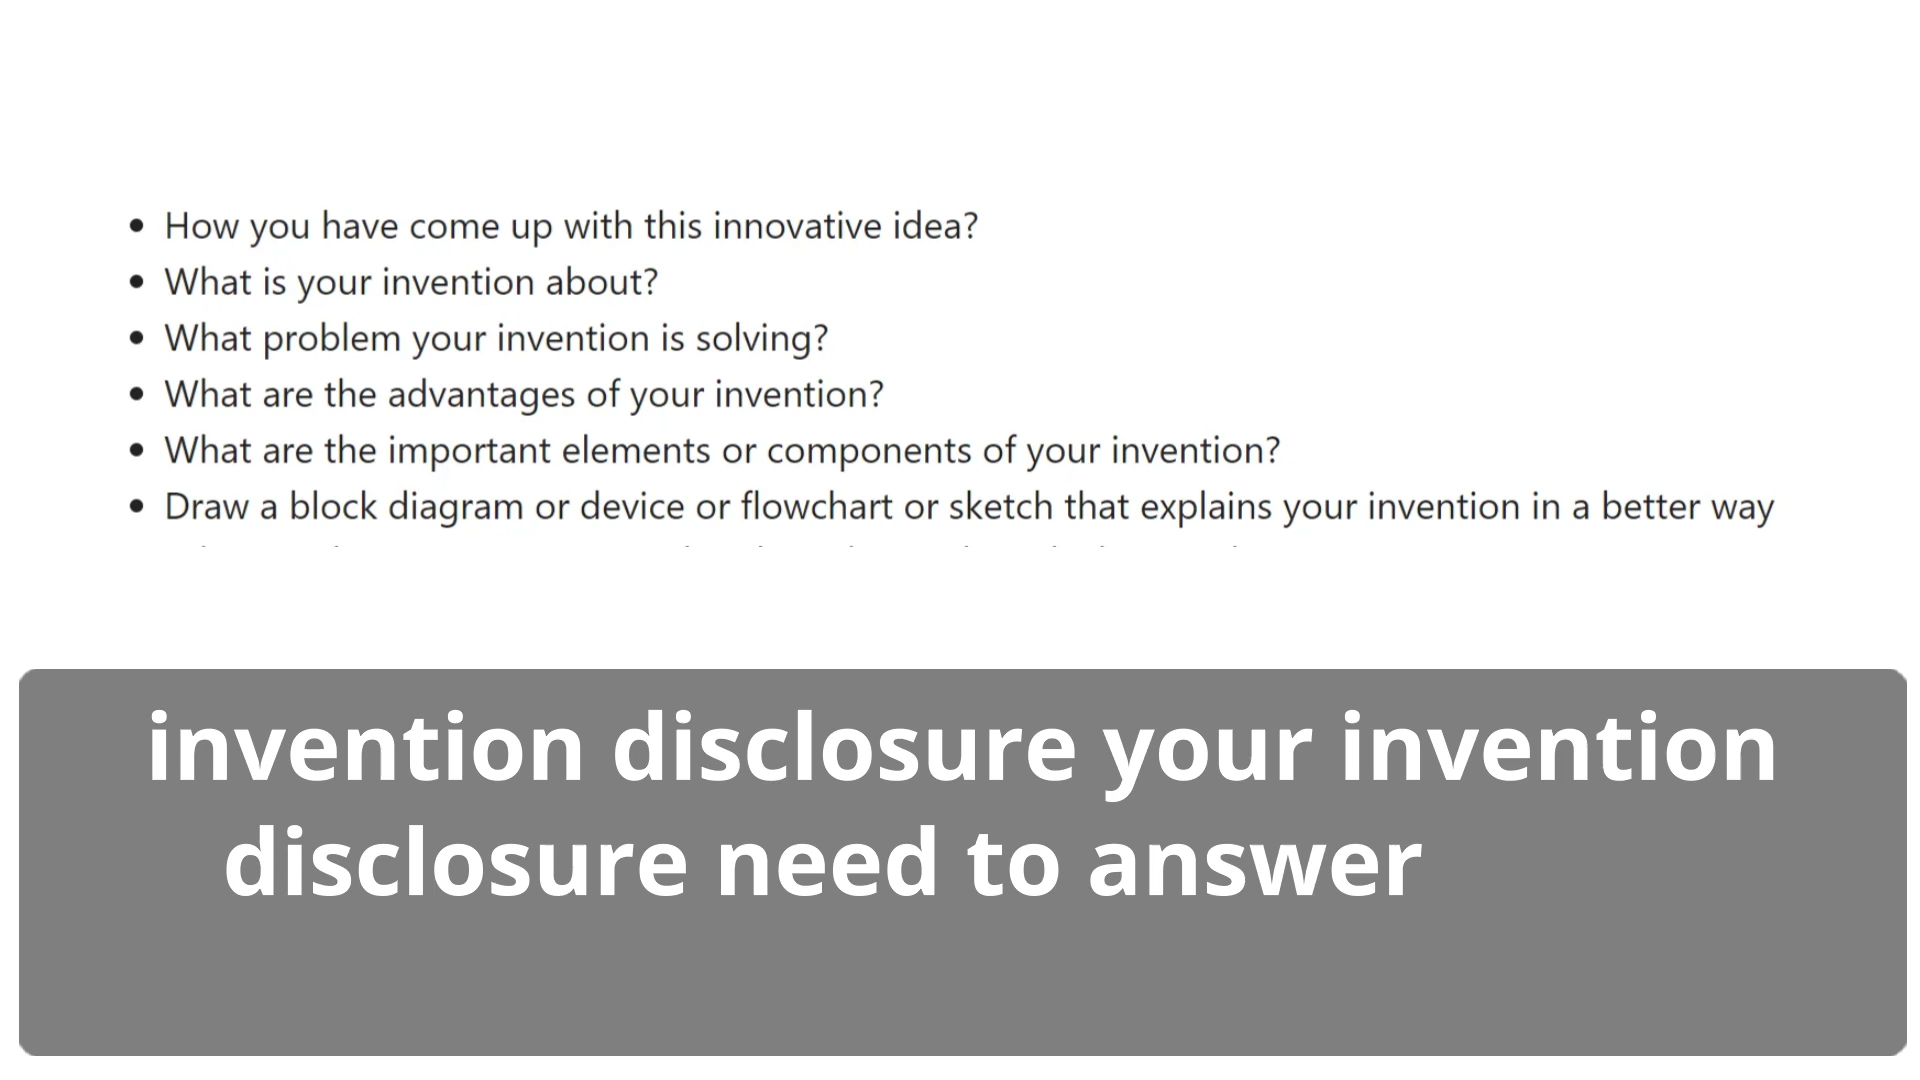 • How you have come up with this innovative idea?
• What is your invention about?
• What problem your invention is solving?
• What are the advantages of your invention?
• What are the important elements or components of your invention?
• Draw a block diagram or device or flowchart or sketch that explains your invention in a better way
invention disclosure your invention
disclosure need to answer